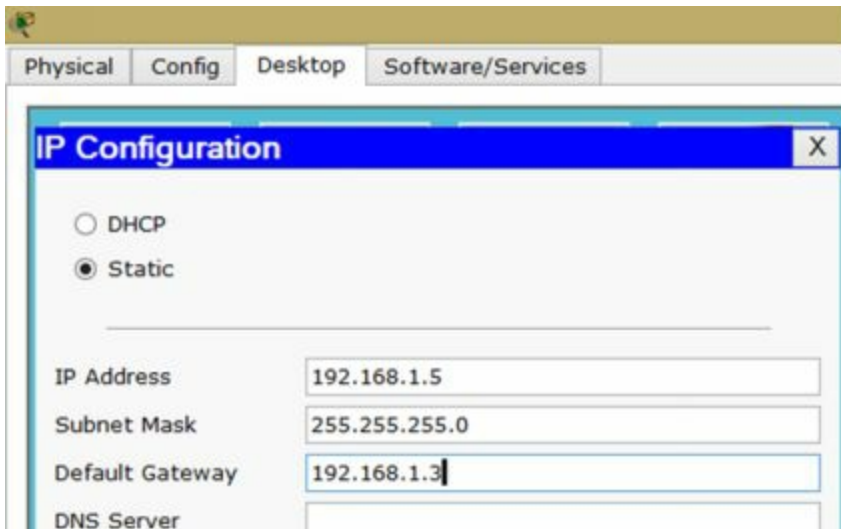 Physical Config Desktop Software/Services
IP Configuration X
DHCP
Static
IP Address 192.168.1.5
Subnet Mask 255.255.255.0
Default Gateway 192.168.1.3
DNS Server